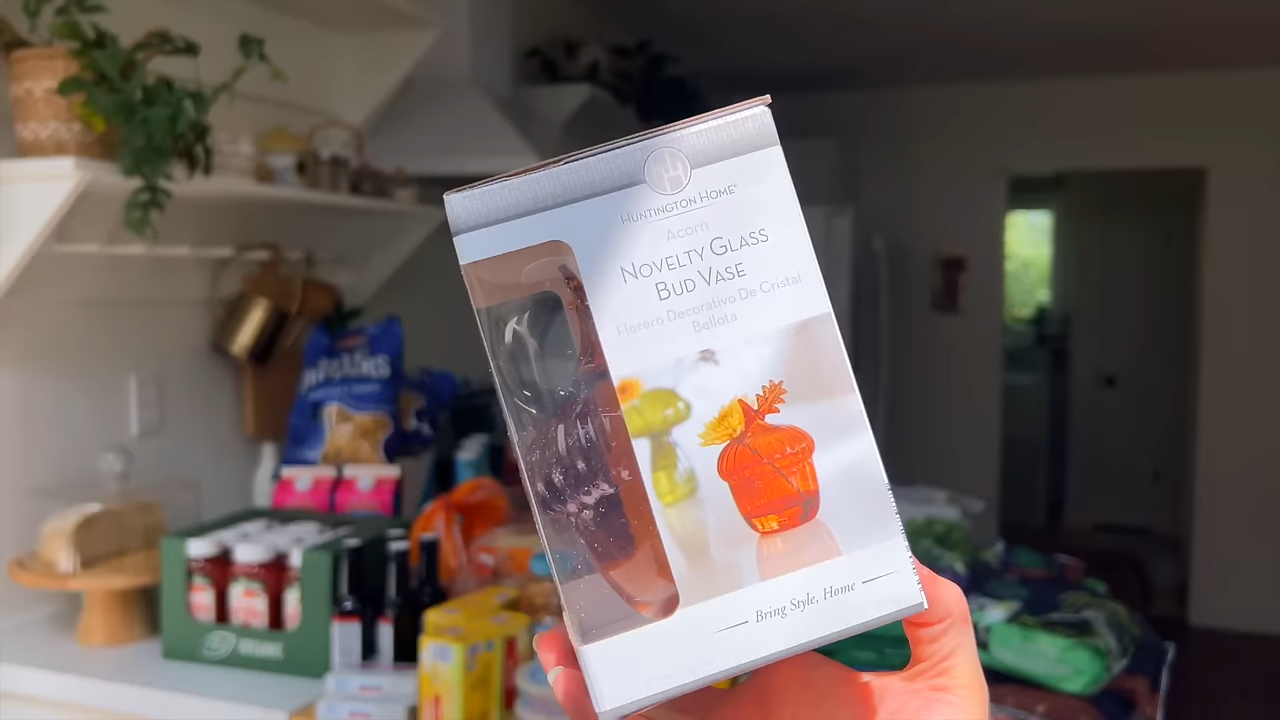 HUNTINGTON HOME®
Acorn
NOVELTY GLASS
BUD VASE
Florero Decorativo De Cristal
Bellota
Bring Style, Home